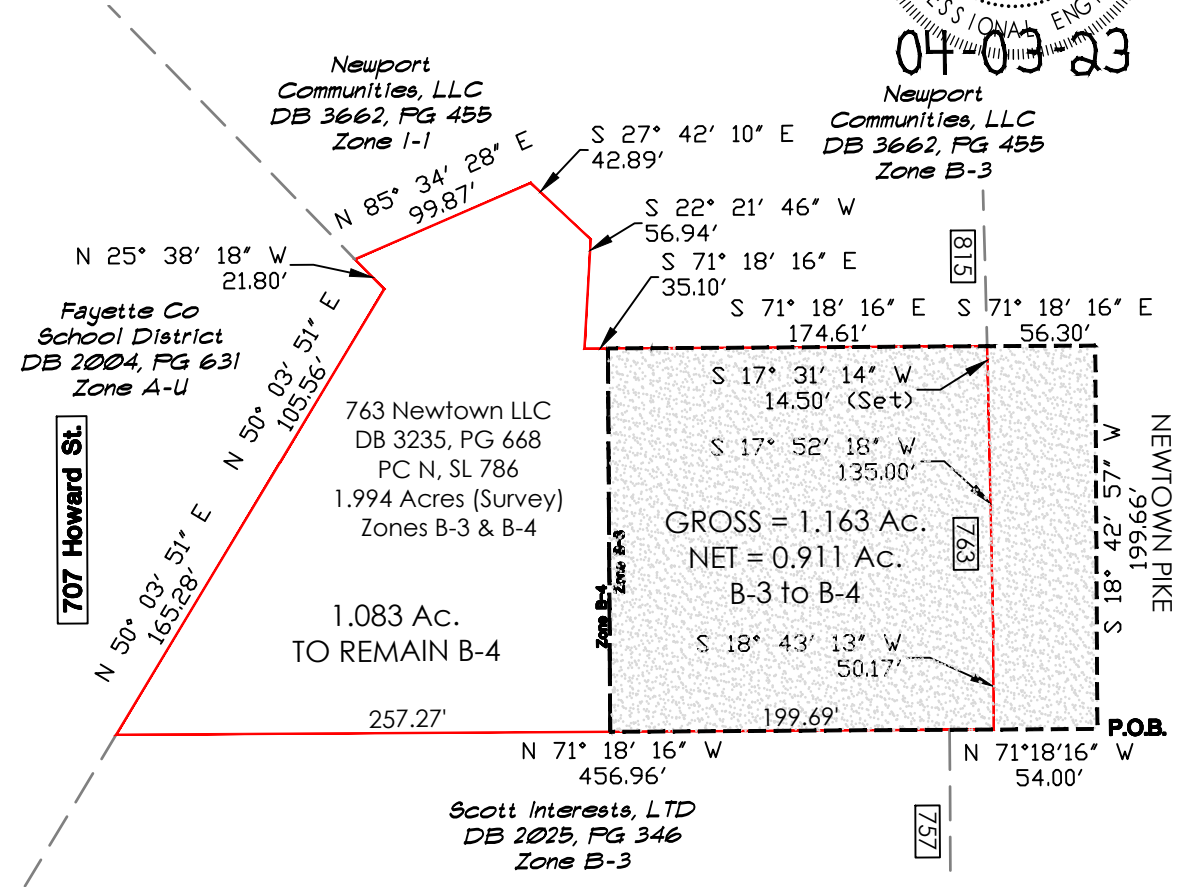 ESSIONAL ENG
04-03-23
Newport
Communities, LLC
DB 3662, PG 455
Zone I-1
Newport
Communities, LLC
DB 3662, PG 455
Zone B-3
N 85° 34' 28" E
99.87'
S 27° 42' 10" E
42.89'
S 22° 21' 46" W
56.94'
S 71° 18' 16" E
35.10'
N 25° 38' 18" W
21.80'
815
S 71° 18' 16" E
174.61'
S 71° 18' 16" E
56.30'
Fayette Co
School District
DB 2004, PG 631
Zone A-U
N 50° 03' 51" E
105.56'
763 Newtown LLC
DB 3235, PG 668
PC N, SL 786
1.994 Acres (Survey)
Zones B-3 & B-4
S 17° 31' 14" W
14.50' (Set)
S 17° 52' 18" W
135.00'
707 Howard St.
GROSS = 1.163 Ac.
NET = 0.911 Ac.
B-3 to B-4
763
S 18° 42' 57" W
199.66'
NEWTOWN PIKE
N 50° 03' 51" E
165.28'
Zone B-4
Zone B-3
1.083 Ac.
TO REMAIN B-4
S 18° 43' 13" W
50.17'
257.27'
199.69'
P.O.B.
N 71° 18' 16" W
456.96'
N 71°18'16" W
54.00'
Scott Interests, LTD
DB 2025, PG 346
Zone B-3
757